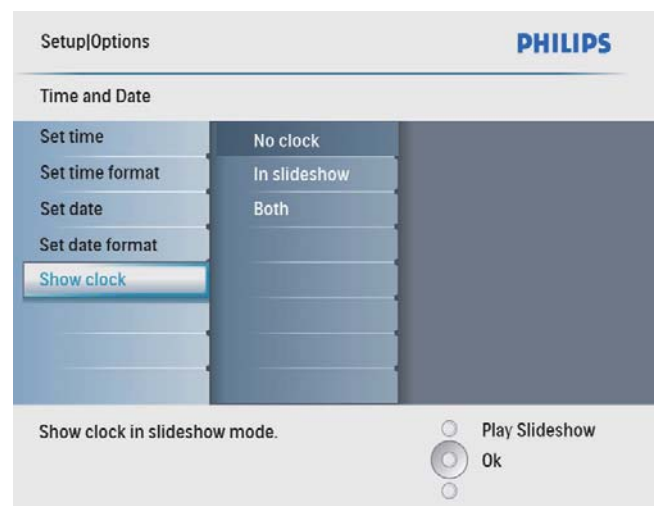 Setup|Options
PHILIPS
Time and Date
Set time
Set time format
Set date
Set date format
Show clock
No clock
In slideshow
Both
Show clock in slideshow mode.
Play Slideshow
Ok